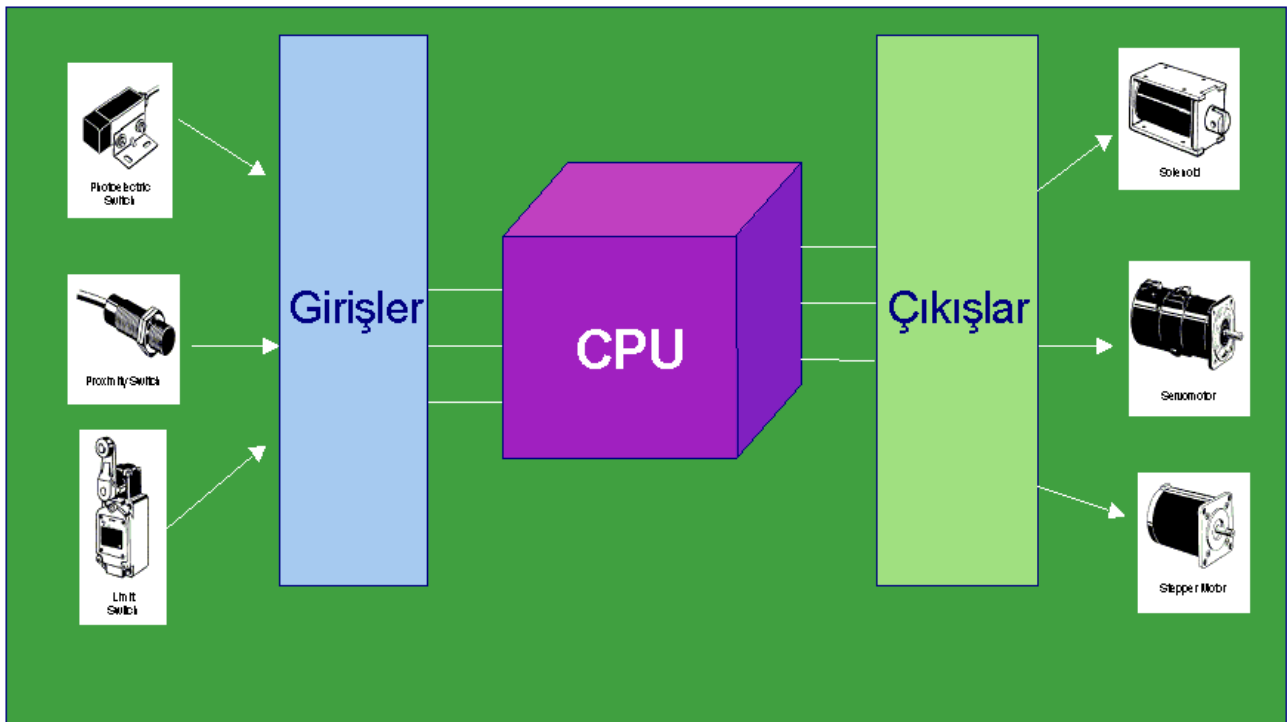 Photoelectric
Switch
Proximity Switch
Limit
Switch
Girişler
CPU
Çıkışlar
Solenoid
Servomotor
Stepper Motor